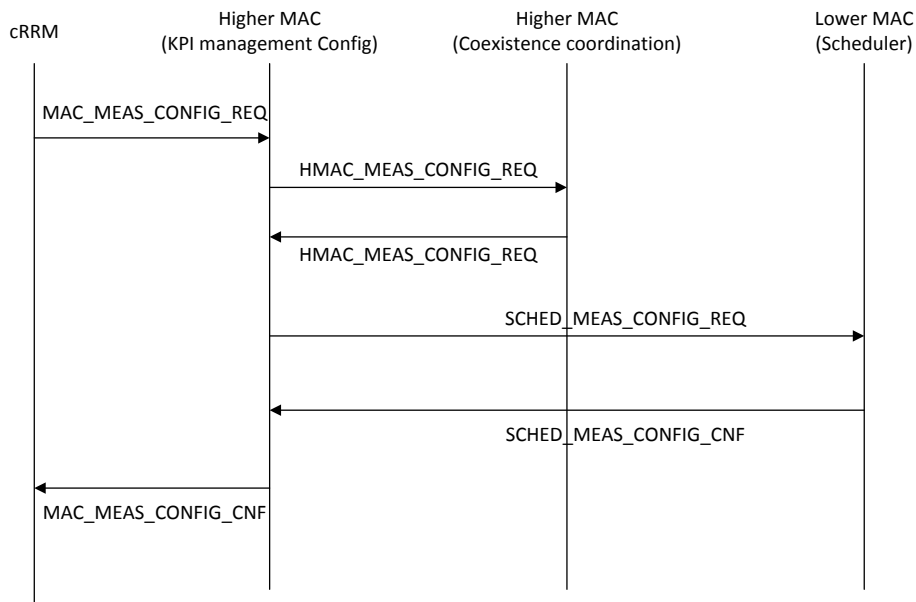 cRRM
Higher MAC
(KPI management Config)
Higher MAC
(Coexistence coordination)
Lower MAC
(Scheduler)
MAC_MEAS_CONFIG_REQ
HMAC_MEAS_CONFIG_REQ
HMAC_MEAS_CONFIG_REQ
SCHED_MEAS_CONFIG_REQ
SCHED_MEAS_CONFIG_CNF
MAC_MEAS_CONFIG_CNF